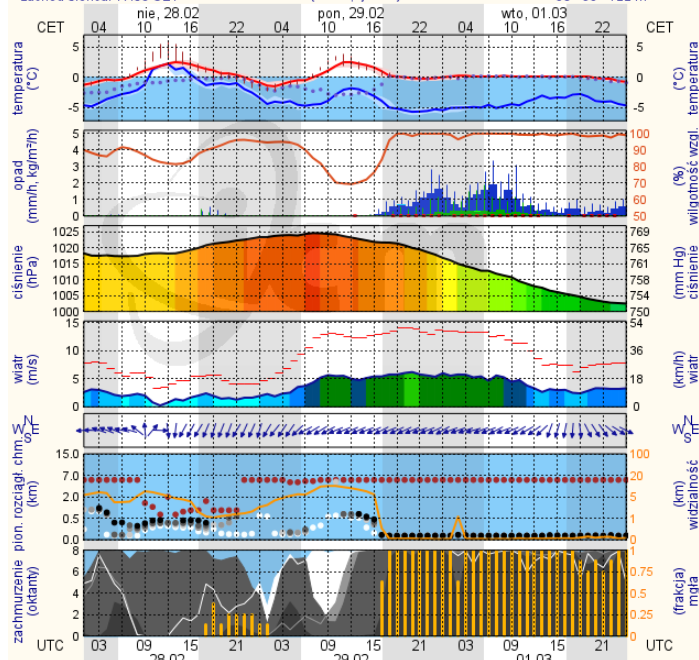 nie, 28.02 pon, 29.02 wto, 01.03
CET 04 10 16 22 04 10 16 22 04 10 16 22 CET
temperatura (°C) 5 0 -5 5 0 -5 temperatura (°C)
opad (mm/h, kg/m²/h) 5 4 3 2 1 0 100 90 80 70 60 50 (%) wilgotność wzgl.
ciśnienie (hPa) 1025 1020 1015 1010 1005 1000 769 765 761 758 754 750 (mm Hg) ciśnienie
wiatr (m/s) 15 10 5 0 54 36 18 0 (km/h) wiatr
N W E S N W E S
pion. rozciągł. chm. (km) 15.0 7.0 2.0 0.5 0.0 100 20 5 1 0 (km) widzialność
zachmurzenie (oktanty) 8 6 4 2 0 1 0.75 0.5 0.25 0 (frakcja) mgła
UTC 03 09 15 21 03 09 15 21 03 09 15 21 UTC
28.02 29.02 01.03